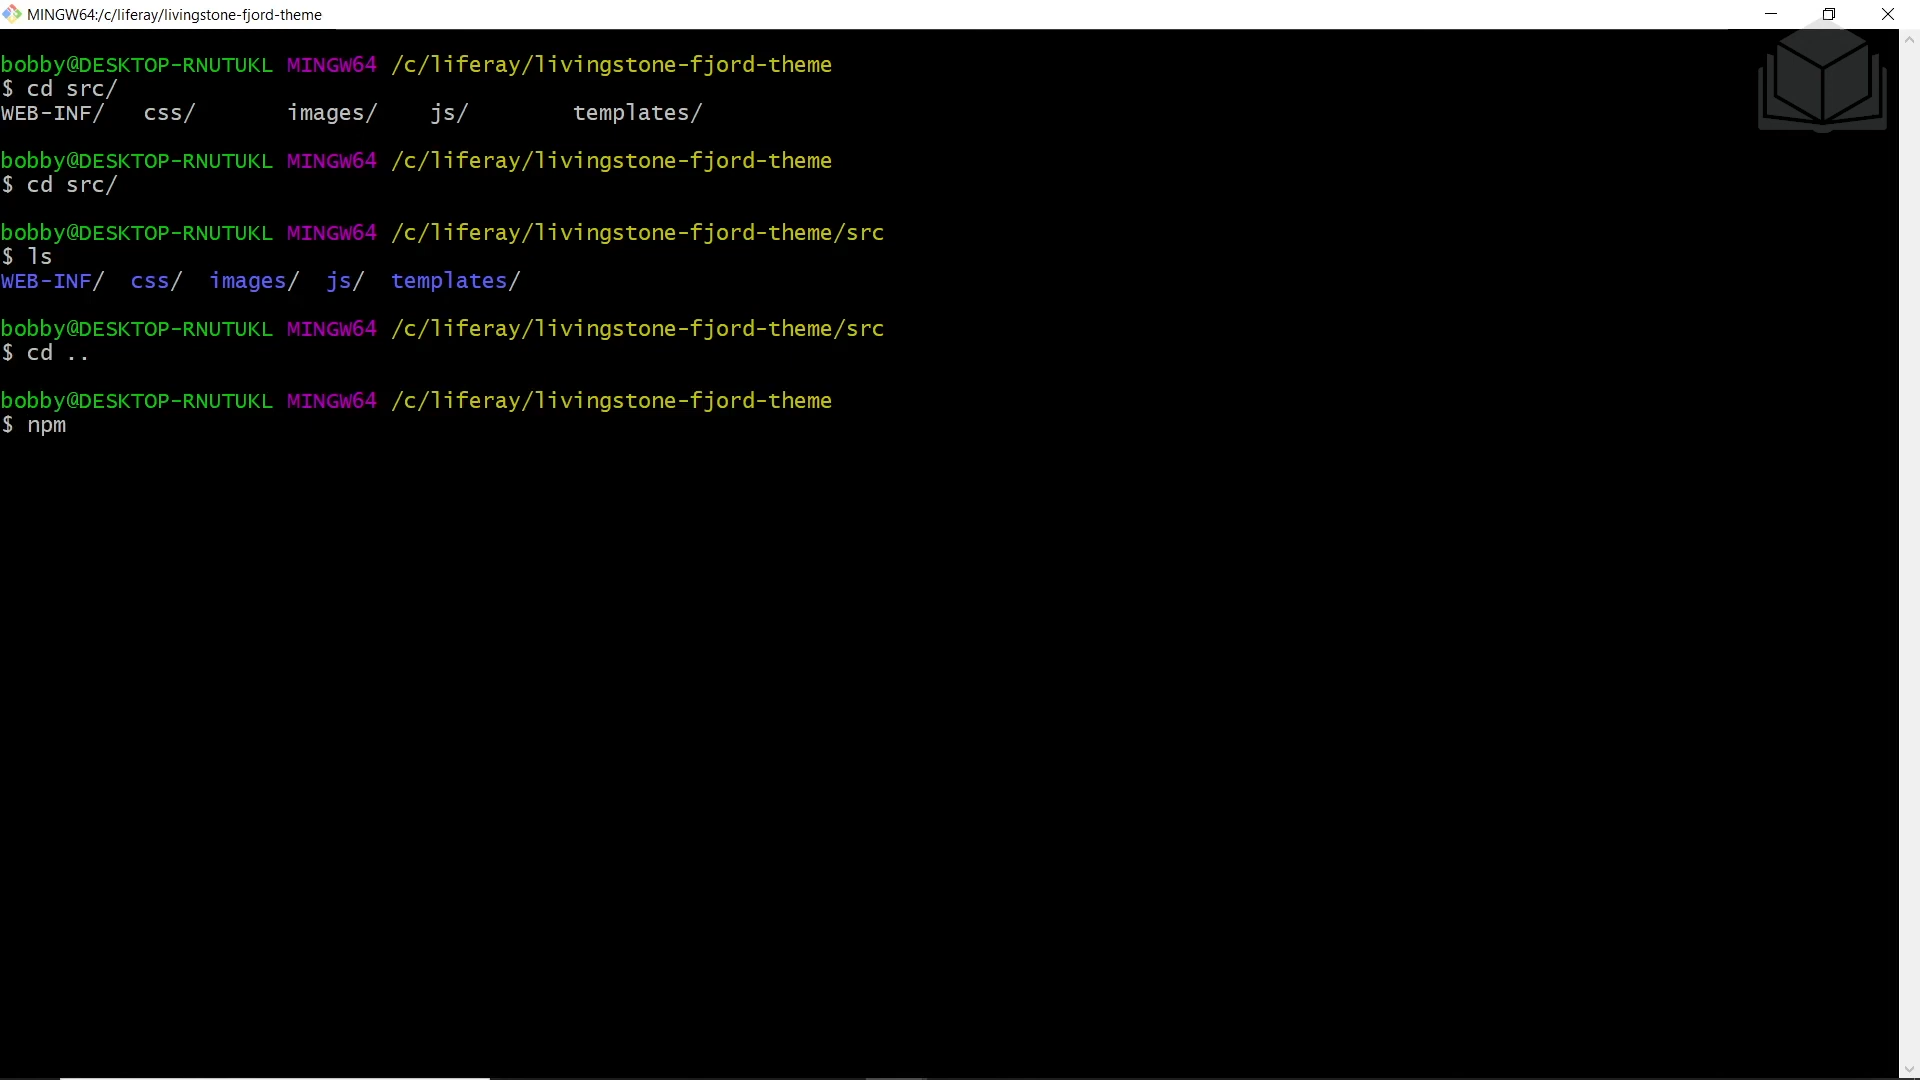 MINGW64:/c/liferay/livingstone-fjord-theme
bobby@DESKTOP-RNUTUKL MINGW64 /c/liferay/livingstone-fjord-theme
$ cd src/
WEB-INF/   css/       images/    js/        templates/
bobby@DESKTOP-RNUTUKL MINGW64 /c/liferay/livingstone-fjord-theme
$ cd src/
bobby@DESKTOP-RNUTUKL MINGW64 /c/liferay/livingstone-fjord-theme/src
$ ls
WEB-INF/  css/  images/  js/  templates/
bobby@DESKTOP-RNUTUKL MINGW64 /c/liferay/livingstone-fjord-theme/src
$ cd ..
bobby@DESKTOP-RNUTUKL MINGW64 /c/liferay/livingstone-fjord-theme
$ npm